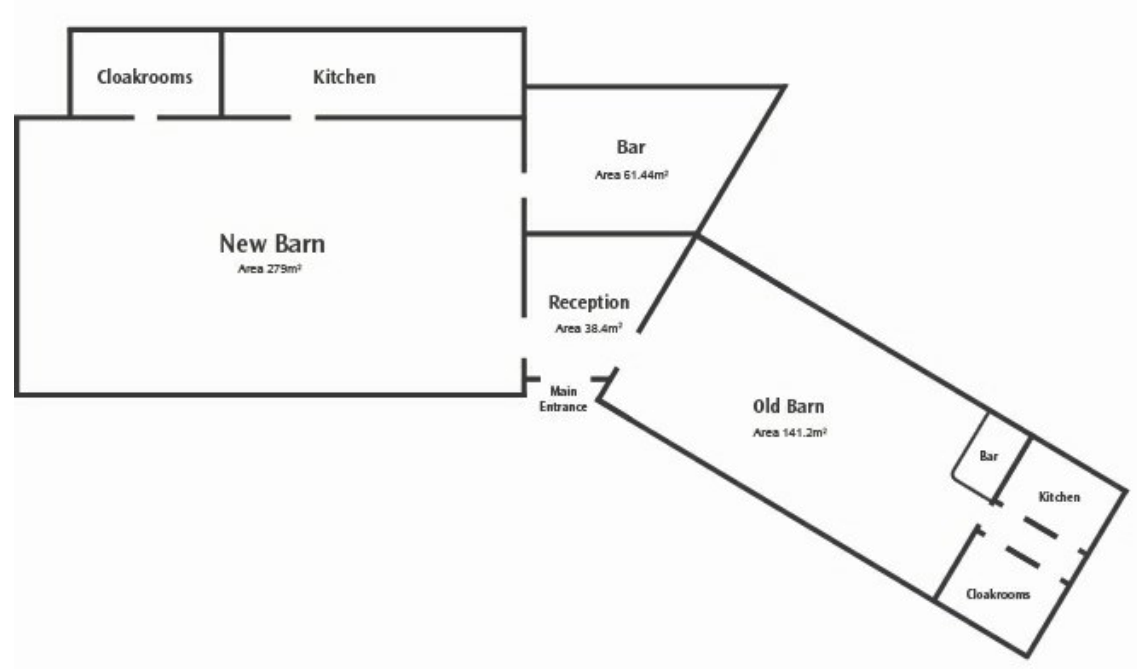 Cloakrooms
Kitchen
Bar
Area 61.44m²
New Barn
Area 279m²
Reception
Area 38.4m²
Main
Entrance
Old Barn
Area 141.2m²
Bar
Kitchen
Cloakrooms